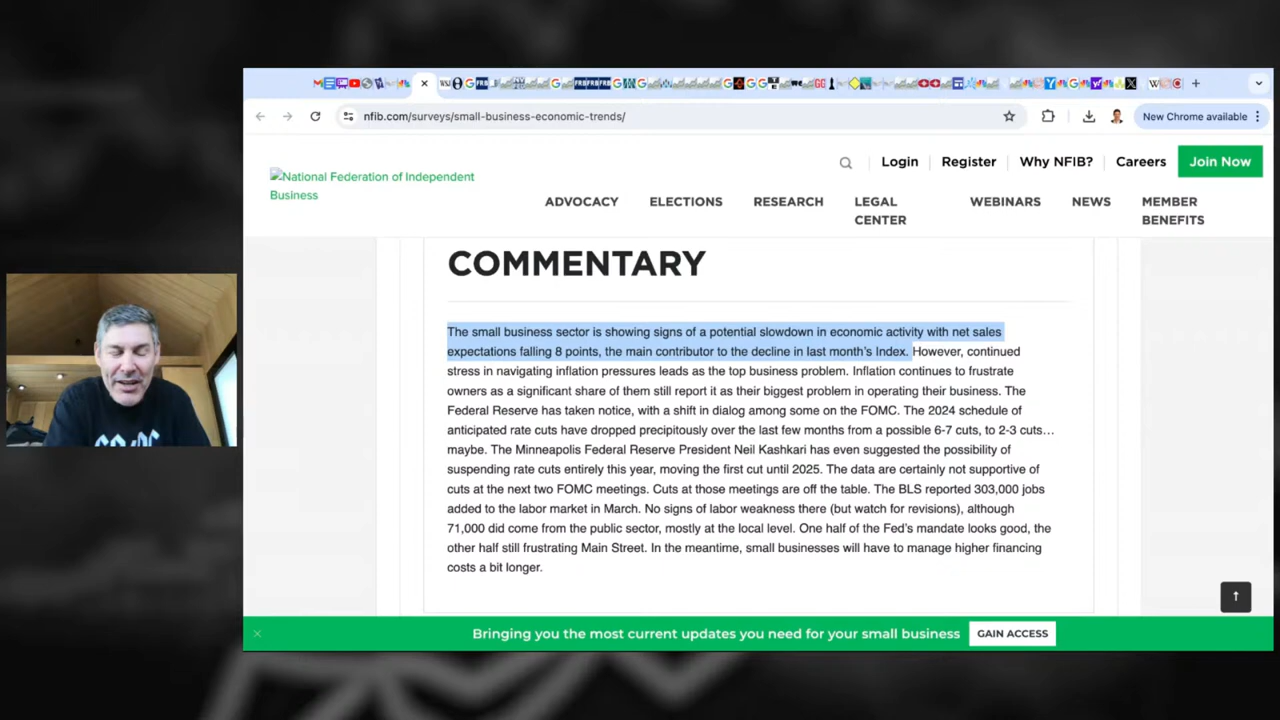 nfib.com/surveys/small-business-economic-trends/
New Chrome available
National Federation of Independent
Business
Login
Register
Why NFIB?
Careers
Join Now
ADVOCACY
ELECTIONS
RESEARCH
LEGAL
CENTER
WEBINARS
NEWS
MEMBER
BENEFITS
COMMENTARY
The small business sector is showing signs of a potential slowdown in economic activity with net sales
expectations falling 8 points, the main contributor to the decline in last month's Index. However, continued
stress in navigating inflation pressures leads as the top business problem. Inflation continues to frustrate
owners as a significant share of them still report it as their biggest problem in operating their business. The
Federal Reserve has taken notice, with a shift in dialog among some on the FOMC. The 2024 schedule of
anticipated rate cuts have dropped precipitously over the last few months from a possible 6-7 cuts, to 2-3 cuts…
maybe. The Minneapolis Federal Reserve President Neil Kashkari has even suggested the possibility of
suspending rate cuts entirely this year, moving the first cut until 2025. The data are certainly not supportive of
cuts at the next two FOMC meetings. Cuts at those meetings are off the table. The BLS reported 303,000 jobs
added to the labor market in March. No signs of labor weakness there (but watch for revisions), although
71,000 did come from the public sector, mostly at the local level. One half of the Fed's mandate looks good, the
other half still frustrating Main Street. In the meantime, small businesses will have to manage higher financing
costs a bit longer.
Bringing you the most current updates you need for your small business
GAIN ACCESS